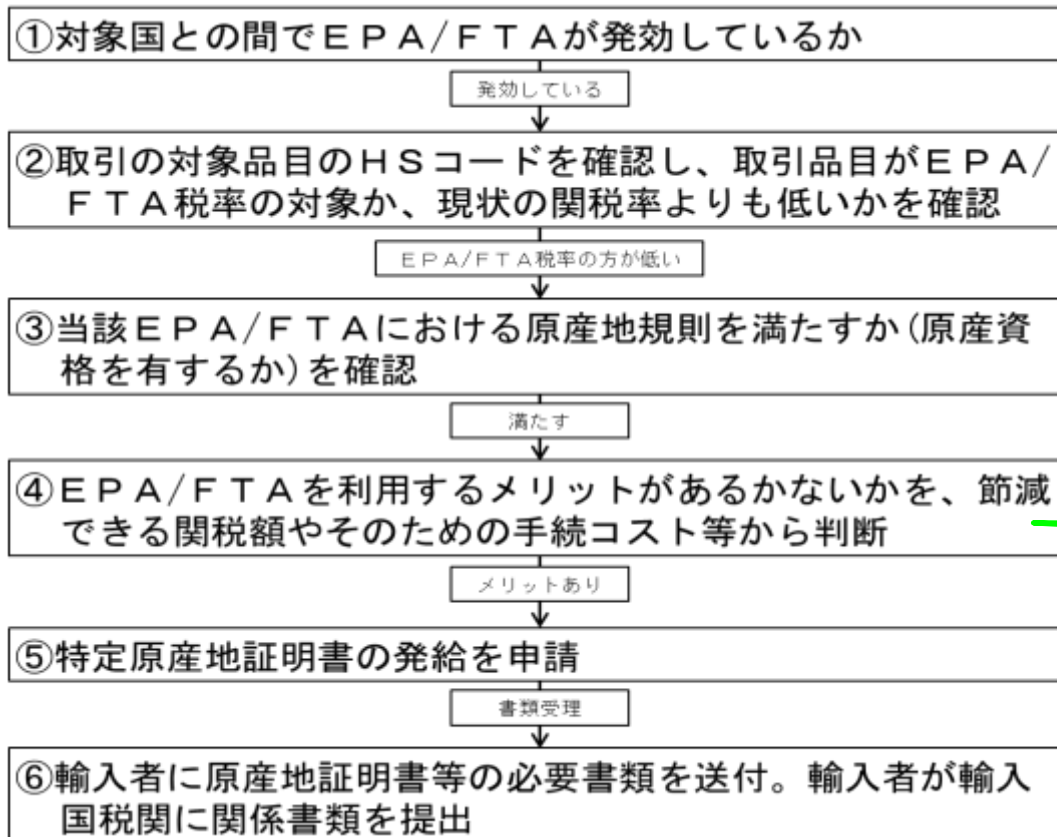 ①対象国との間でＥＰＡ/ＦＴＡが発効しているか
発効している
②取引の対象品目のＨＳコードを確認し、取引品目がＥＰＡ/
ＦＴＡ税率の対象か、現状の関税率よりも低いかを確認
ＥＰＡ/ＦＴＡ税率の方が低い
③当該ＥＰＡ/ＦＴＡにおける原産地規則を満たすか(原産資
格を有するか)を確認
満たす
④ＥＰＡ/ＦＴＡを利用するメリットがあるかないかを、節減
できる関税額やそのための手続コスト等から判断
メリットあり
⑤特定原産地証明書の発給を申請
書類受理
⑥輸入者に原産地証明書等の必要書類を送付。輸入者が輸入
国税関に関係書類を提出